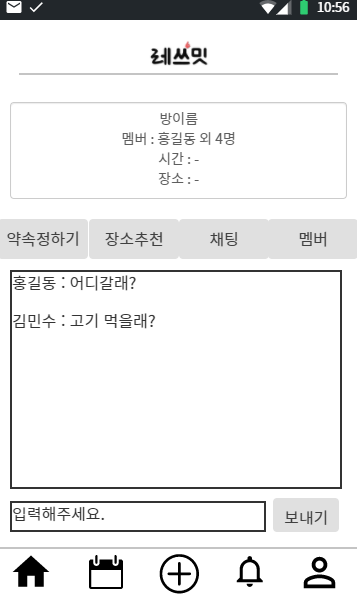 10:56
레쓰밋
방이름
멤버 : 홍길동 외 4명
시간 : -
장소 : -
약속정하기 장소추천 채팅 멤버
홍길동 : 어디갈래?
김민수 : 고기 먹을래?
입력해주세요. 보내기